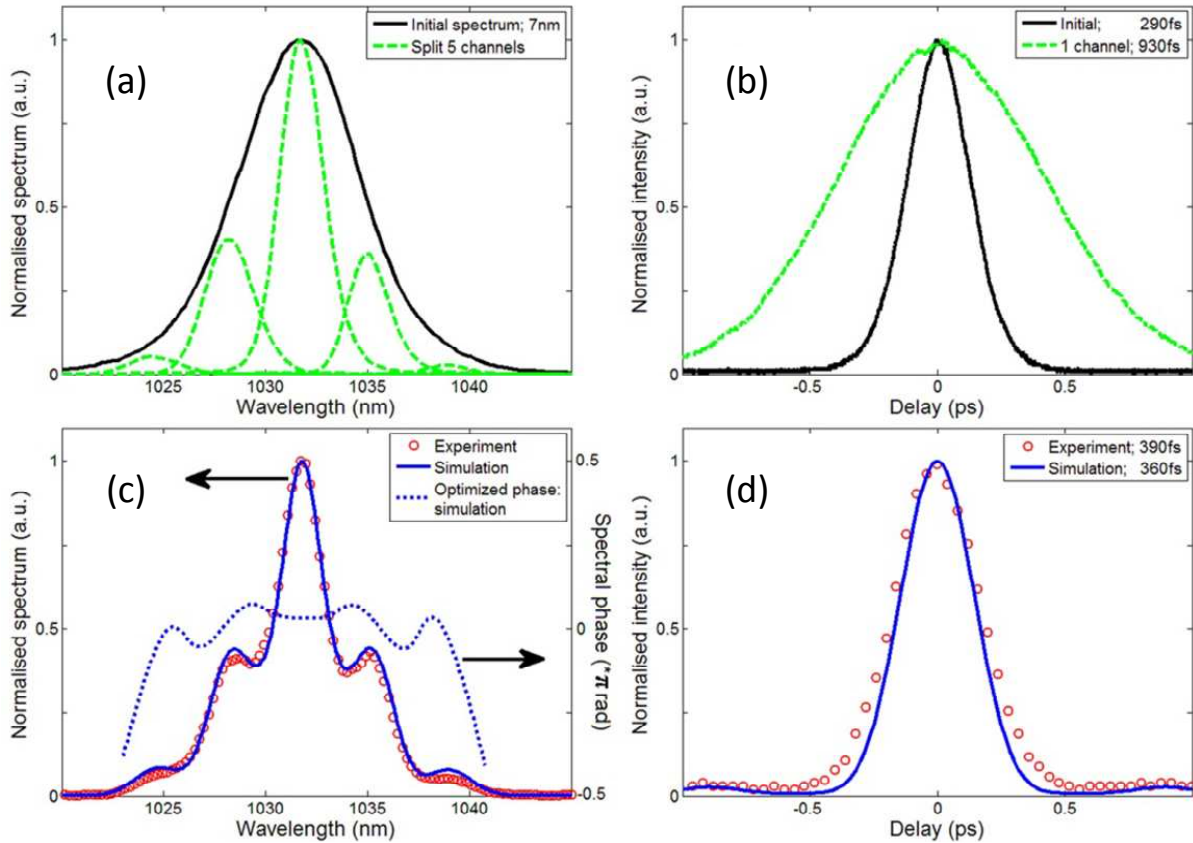 (a)
Initial spectrum; 7nm
Split 5 channels
Normalised spectrum (a.u.)
1
0.5
0
1025
1030
1035
1040
Wavelength (nm)
(b)
Initial; 290fs
1 channel; 930fs
Normalised intensity (a.u.)
1
0.5
0
-0.5
0
0.5
Delay (ps)
(c)
Experiment
Simulation
Optimized phase:
simulation
Normalised spectrum (a.u.)
1
0.5
0
1025
1030
1035
1040
Wavelength (nm)
0.5
0
-0.5
Spectral phase (*π rad)
(d)
Experiment; 390fs
Simulation; 360fs
Normalised intensity (a.u.)
1
0.5
0
-0.5
0
0.5
Delay (ps)